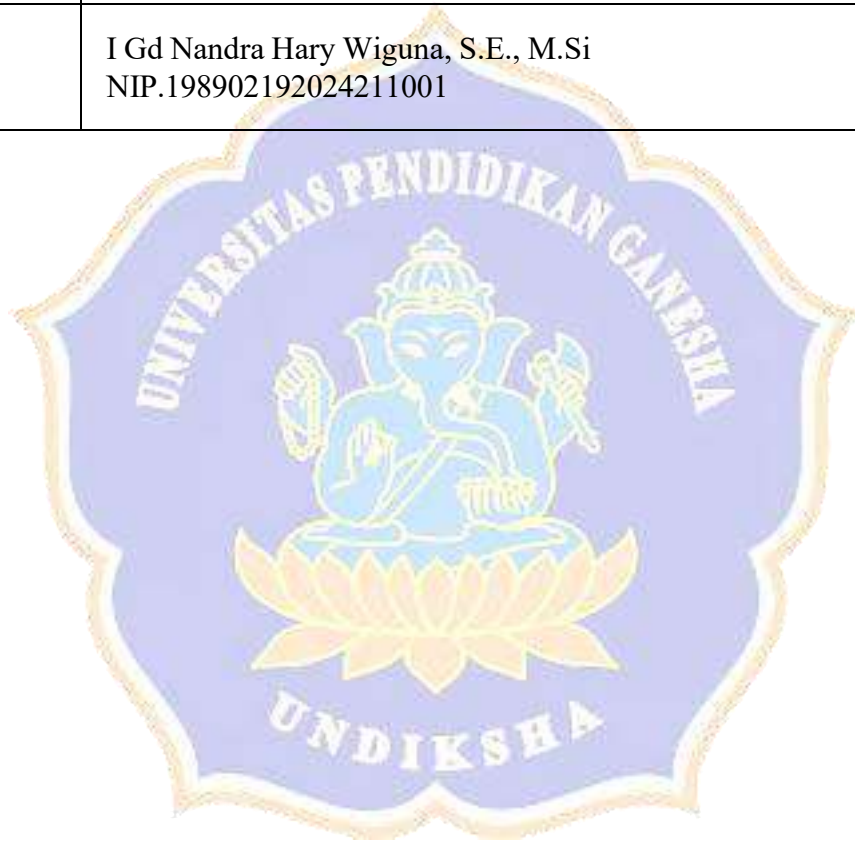 I Gd Nandra Hary Wiguna, S.E., M.Si
NIP.198902192024211001
UNIVERSITAS PENDIDIKAN GANESHA
UNDIKSHA